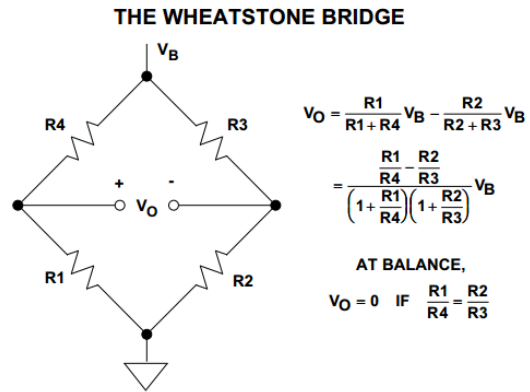 THE WHEATSTONE BRIDGE
VB
R4
R3
+ VO -
R1
R2
VO = R1/(R1+R4) VB - R2/(R2+R3) VB
= (R1/R4 - R2/R3)/((1+R1/R4)(1+R2/R3)) VB
AT BALANCE,
VO = 0 IF R1/R4 = R2/R3